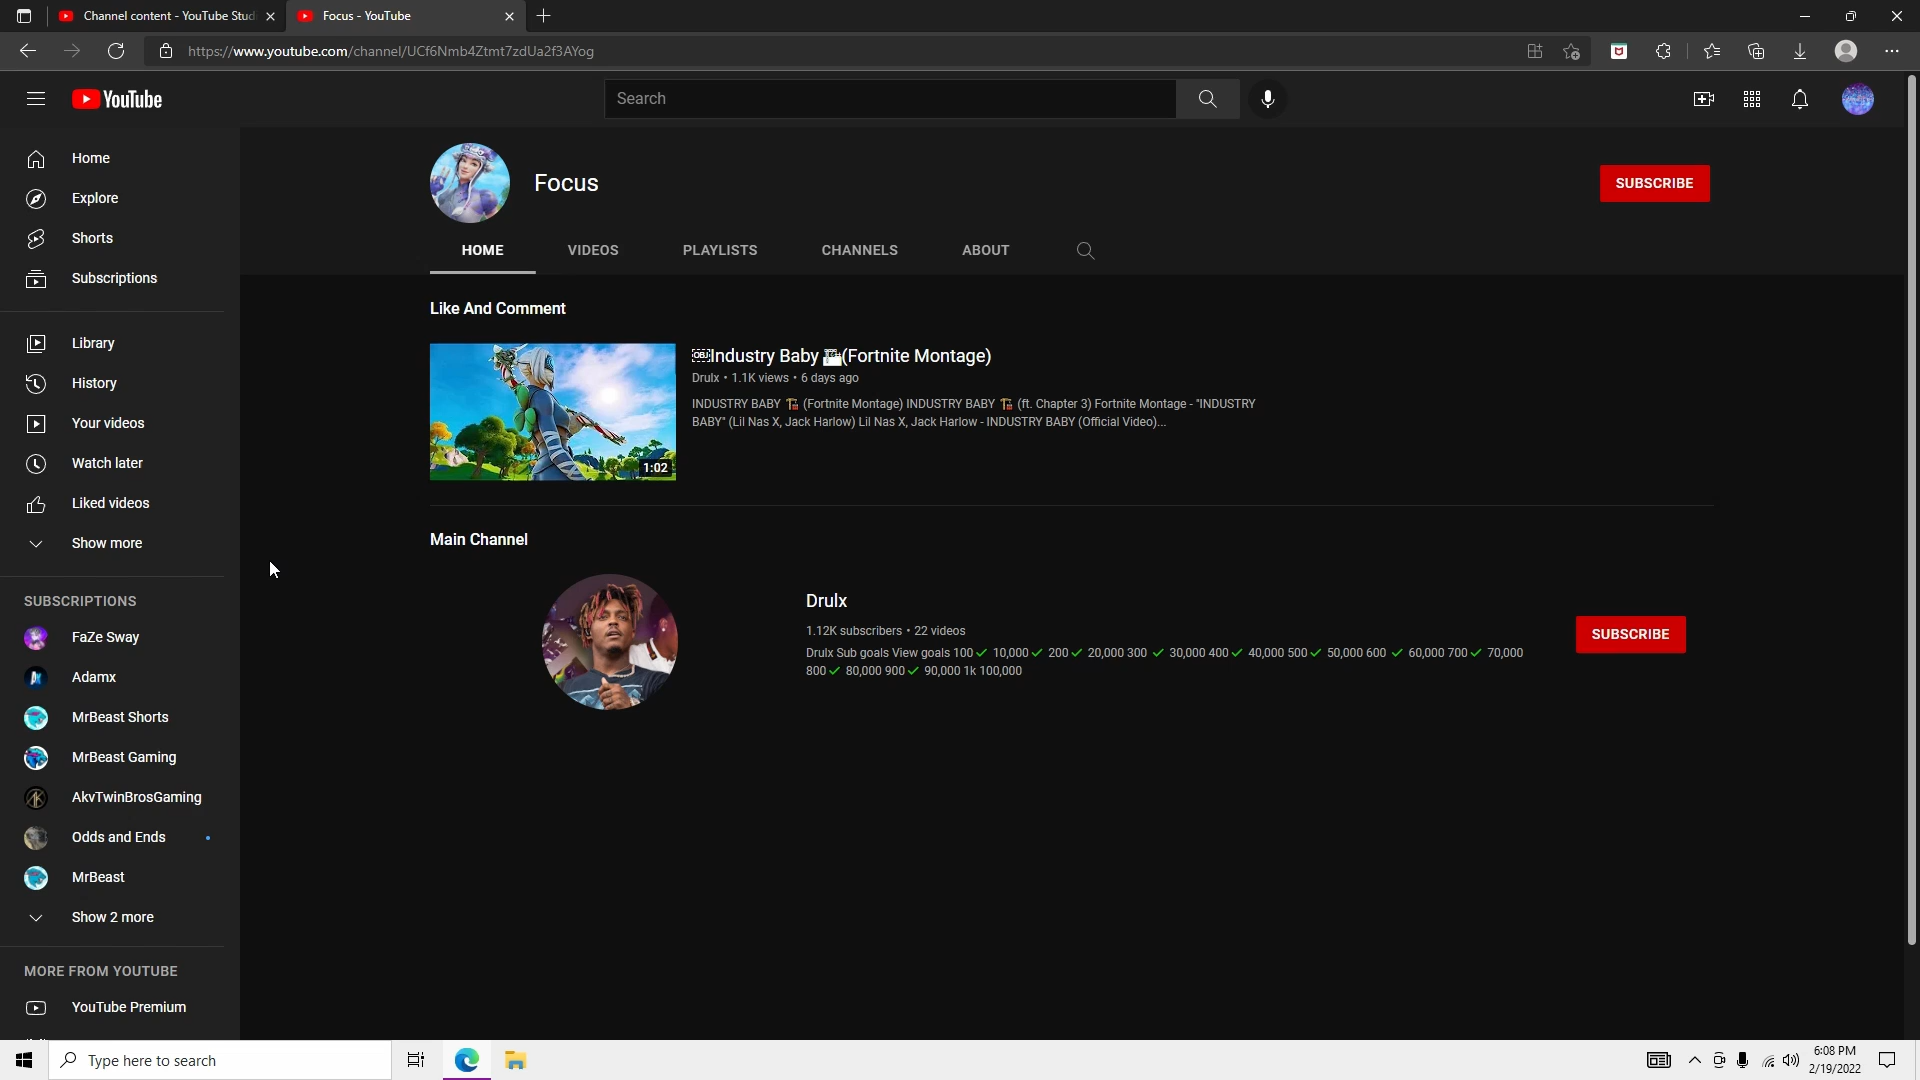 Channel content - YouTube Stud
Focus - YouTube
https://www.youtube.com/channel/UCf6Nmb4Ztmt7zdUa2f3AYog
YouTube
Search
Home
Explore
Shorts
Subscriptions
Library
History
Your videos
Watch later
Liked videos
Show more
SUBSCRIPTIONS
FaZe Sway
Adamx
MrBeast Shorts
MrBeast Gaming
AkvTwinBrosGaming
Odds and Ends
MrBeast
Show 2 more
MORE FROM YOUTUBE
YouTube Premium
Focus
SUBSCRIBE
HOME VIDEOS PLAYLISTS CHANNELS ABOUT
Like And Comment
1:02
￼Industry Baby 🏗(Fortnite Montage)
Drulx • 1.1K views • 6 days ago
INDUSTRY BABY 🏗 (Fortnite Montage) INDUSTRY BABY 🏗 (ft. Chapter 3) Fortnite Montage - "INDUSTRY
BABY" (Lil Nas X, Jack Harlow) Lil Nas X, Jack Harlow - INDUSTRY BABY (Official Video)...
Main Channel
Drulx
1.12K subscribers • 22 videos
Drulx Sub goals View goals 100✓ 10,000✓ 200✓ 20,000 300 ✓ 30,000 400✓ 40,000 500✓ 50,000 600 ✓ 60,000 700✓ 70,000
800✓ 80,000 900✓ 90,000 1k 100,000
SUBSCRIBE
Type here to search
6:08 PM
2/19/2022